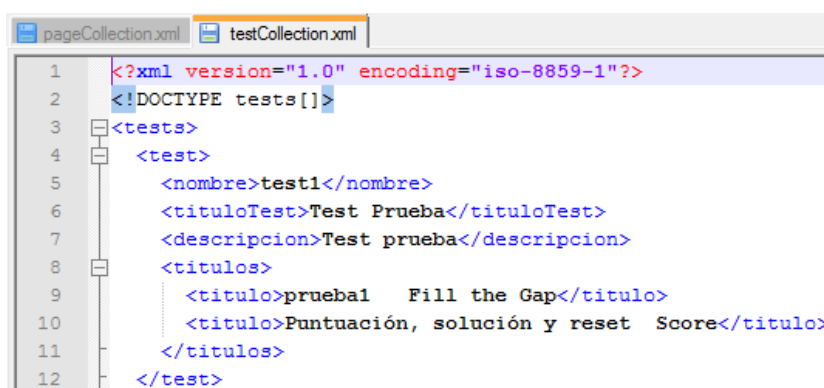 pageCollection.xml testCollection.xml
1 <?xml version="1.0" encoding="iso-8859-1"?>
2 <!DOCTYPE tests[]>
3 <tests>
4 <test>
5 <nombre>test1</nombre>
6 <tituloTest>Test Prueba</tituloTest>
7 <descripcion>Test prueba</descripcion>
8 <titulos>
9 <titulo>prueba1   Fill the Gap</titulo>
10 <titulo>Puntuación, solución y reset  Score</titulo>
11 </titulos>
12 </test>